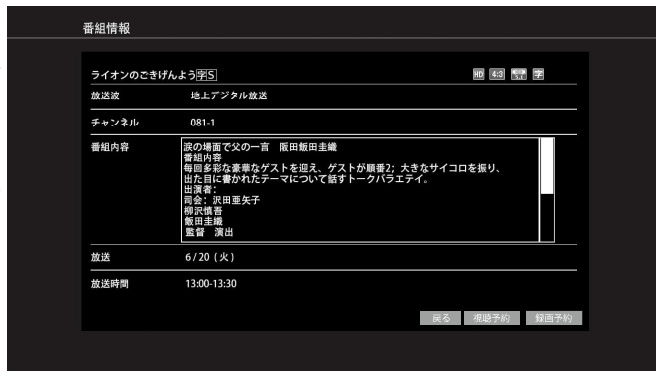 番組情報
ライオンのごきげんよう字S
HD 4:3 5.1 字
放送波 地上デジタル放送
チャンネル 081-1
番組内容 涙の場面で父の一言 阪田飯田圭織
番組内容
毎回多彩な豪華なゲストを迎え、ゲストが順番2; 大きなサイコロを振り、
出た目に書かれたテーマについて話すトークバラエテイ。
出演者:
司会: 沢田亜矢子
柳沢慎吾
飯田圭織
監督 演出
放送 6/20 (火)
放送時間 13:00-13:30
戻る 視聴予約 録画予約